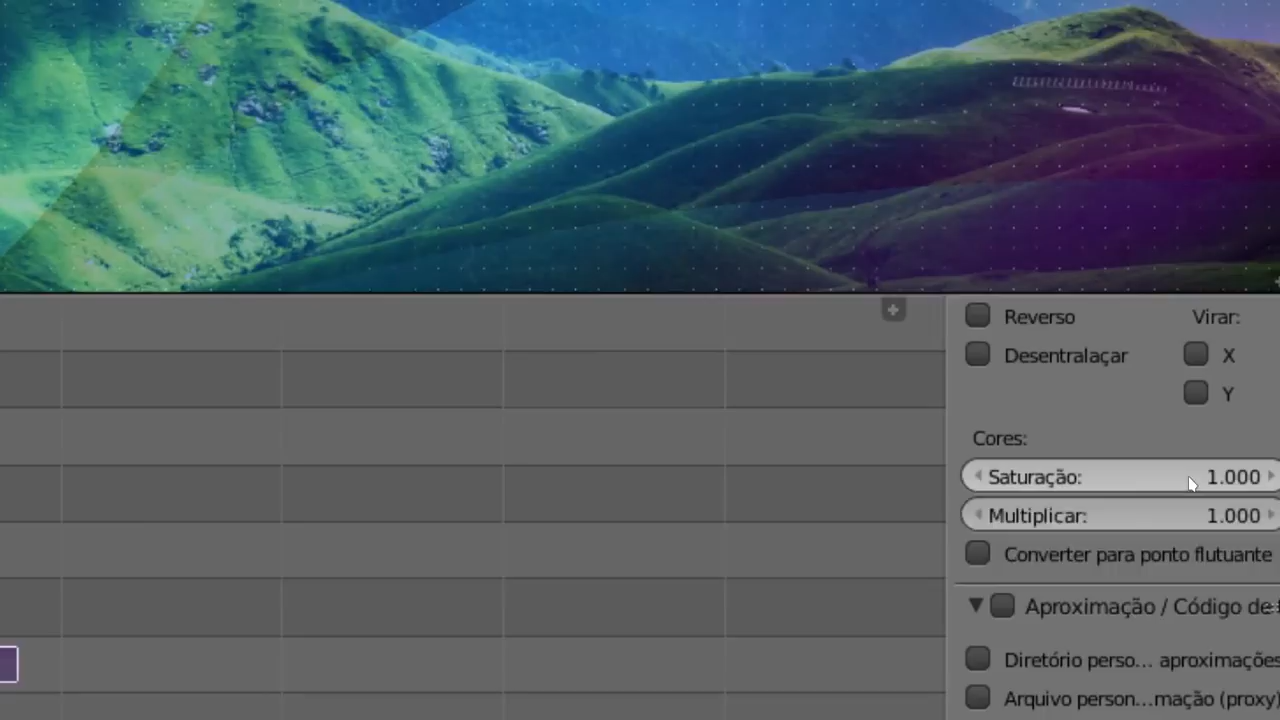 Reverso
Virar:
Desentralaçar
X
Y
Cores:
Saturação: 1.000
Multiplicar: 1.000
Converter para ponto flutuante
Aproximação / Código de
Diretório perso... aproximações
Arquivo person...mação (proxy)